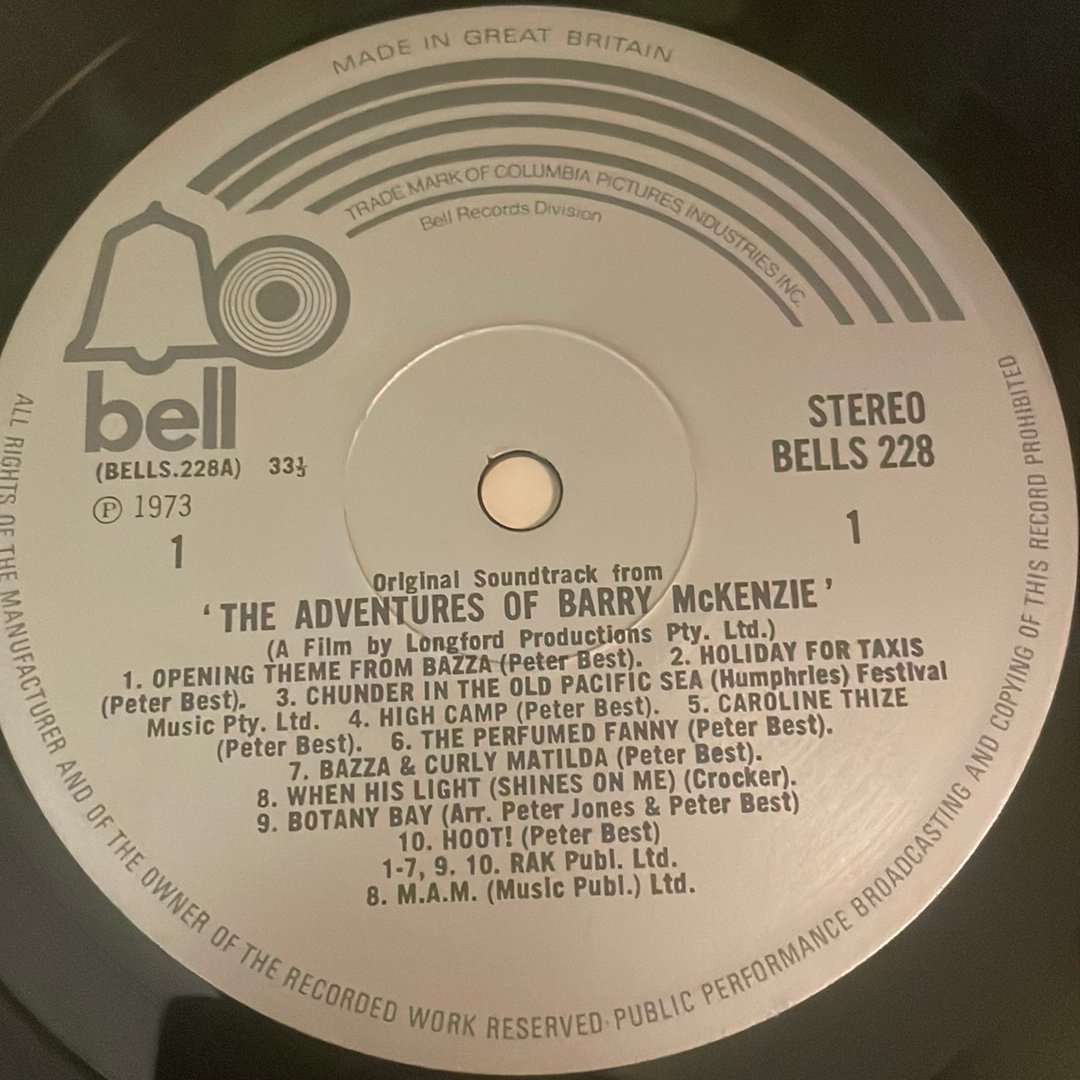 MADE IN GREAT BRITAIN
TRADE MARK OF COLUMBIA PICTURES INDUSTRIES INC.
Bell Records Division
bell
(BELLS.228A) 33⅓
Ⓟ 1973
1
STEREO
BELLS 228
1
Original Soundtrack from
‘THE ADVENTURES OF BARRY McKENZIE’
(A Film by Longford Productions Pty. Ltd.)
1. OPENING THEME FROM BAZZA (Peter Best). 2. HOLIDAY FOR TAXIS
(Peter Best). 3. CHUNDER IN THE OLD PACIFIC SEA (Humphries) Festival
Music Pty. Ltd. 4. HIGH CAMP (Peter Best). 5. CAROLINE THIZE
(Peter Best). 6. THE PERFUMED FANNY (Peter Best).
7. BAZZA & CURLY MATILDA (Peter Best).
8. WHEN HIS LIGHT (SHINES ON ME) (Crocker).
9. BOTANY BAY (Arr. Peter Jones & Peter Best)
10. HOOT! (Peter Best)
1-7, 9. 10. RAK Publ. Ltd.
8. M.A.M. (Music Publ.) Ltd.
ALL RIGHTS OF THE MANUFACTURER AND OF THE OWNER OF THE RECORDED WORK RESERVED· PUBLIC PERFORMANCE BROADCASTING AND COPYING OF THIS RECORD PROHIBITED